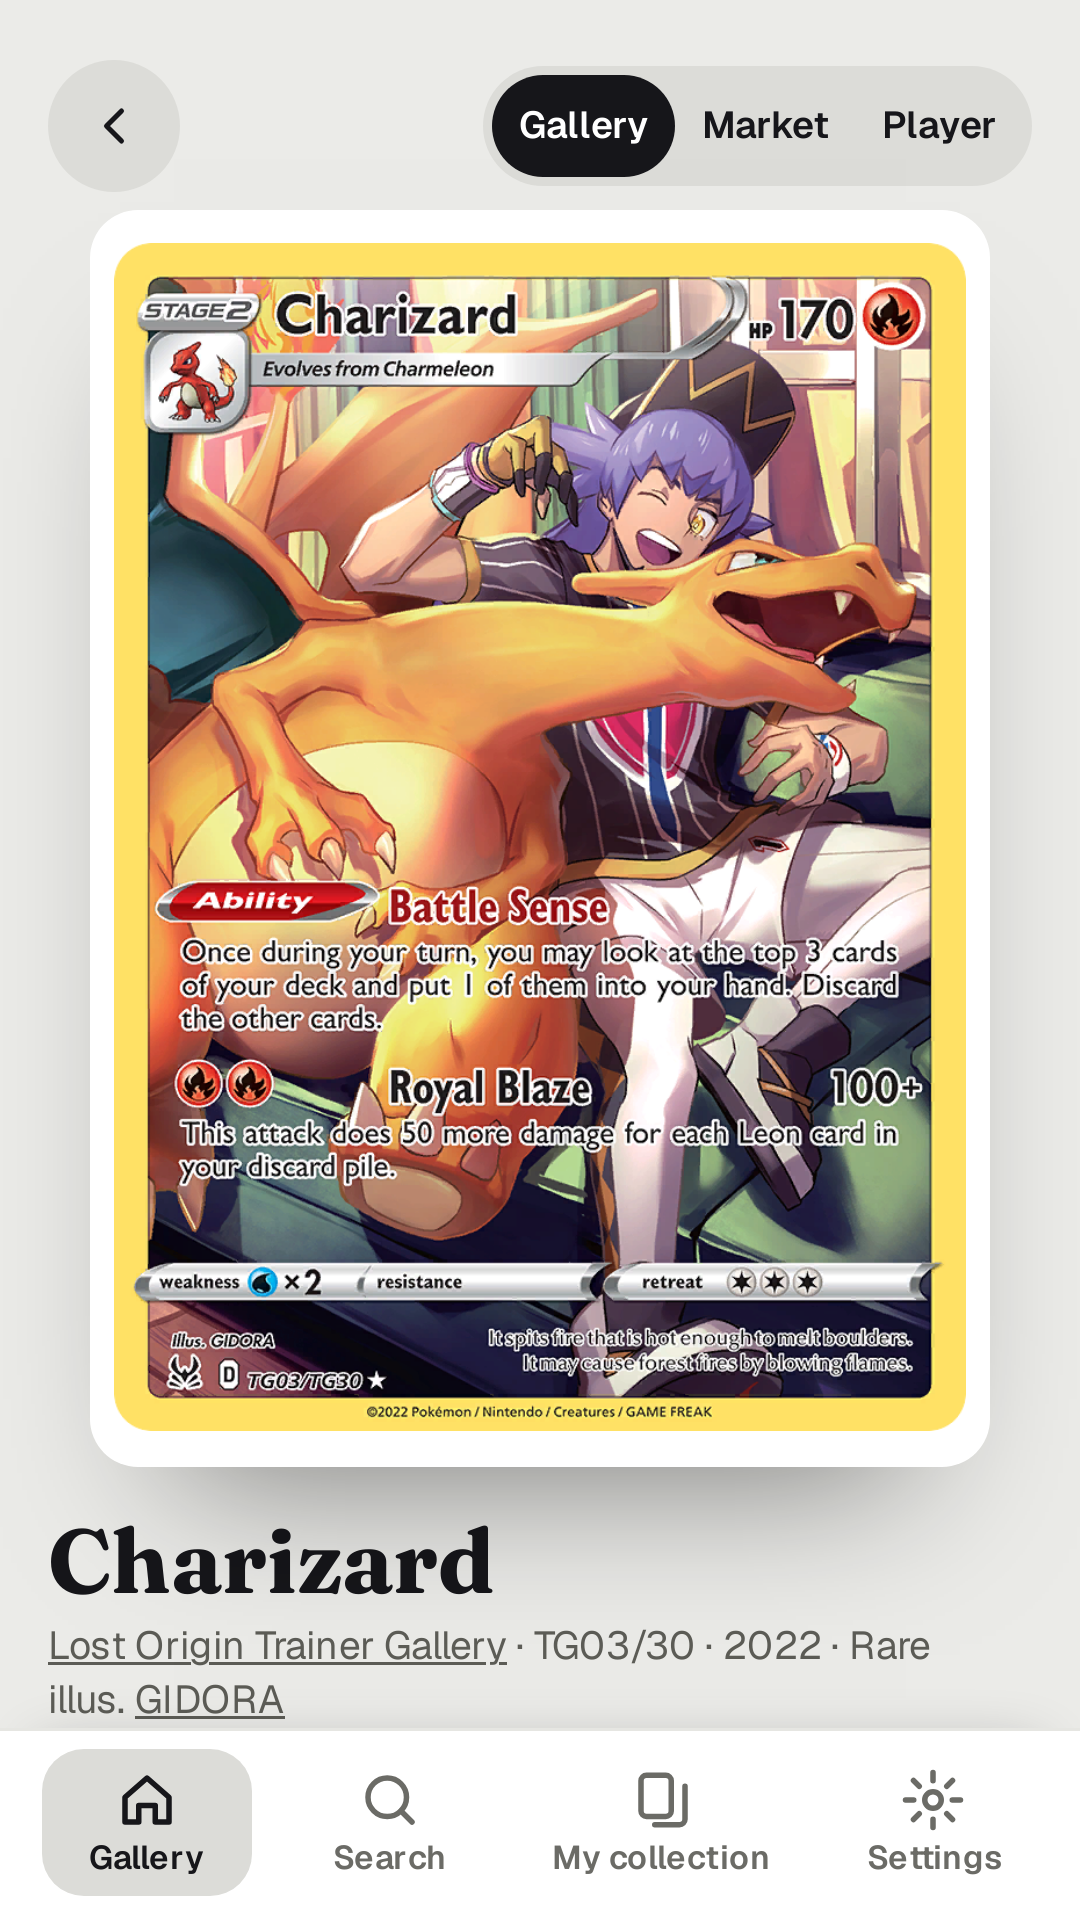 Gallery Market Player
STAGE2 Charizard HP 170
Evolves from Charmeleon
Ability Battle Sense
Once during your turn, you may look at the top 3 cards
of your deck and put 1 of them into your hand. Discard
the other cards.
Royal Blaze 100+
This attack does 50 more damage for each Leon card in
your discard pile.
weakness ×2 resistance retreat
Illus. GIDORA
It spits fire that is hot enough to melt boulders.
It may cause forest fires by blowing flames.
D TG03/TG30 ★
©2022 Pokémon / Nintendo / Creatures / GAME FREAK
Charizard
Lost Origin Trainer Gallery · TG03/30 · 2022 · Rare
illus. GIDORA
Gallery Search My collection Settings